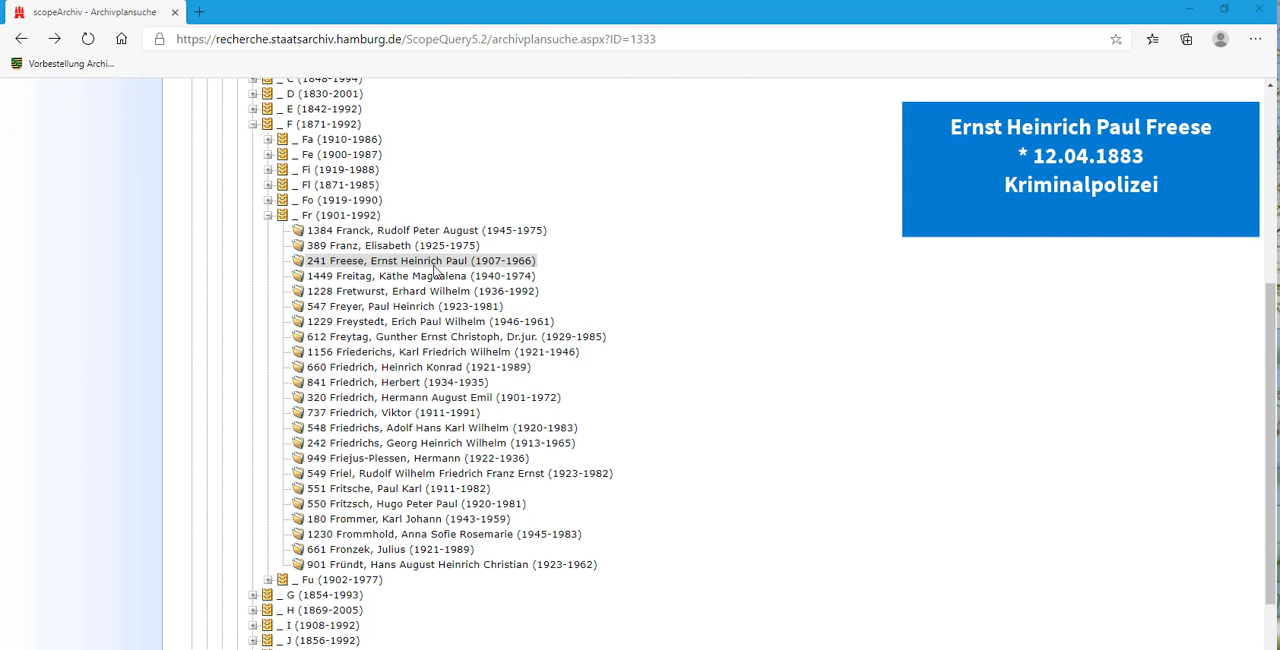 scopeArchiv - Archivplansuche
https://recherche.staatsarchiv.hamburg.de/ScopeQuery5.2/archivplansuche.aspx?ID=1333
Vorbestellung Archi...
_ C (1848-1994)
_ D (1830-2001)
_ E (1842-1992)
_ F (1871-1992)
_ Fa (1910-1986)
_ Fe (1900-1987)
_ Fi (1919-1988)
_ Fl (1871-1985)
_ Fo (1919-1990)
_ Fr (1901-1992)
1384 Franck, Rudolf Peter August (1945-1975)
389 Franz, Elisabeth (1925-1975)
241 Freese, Ernst Heinrich Paul (1907-1966)
1449 Freitag, Käthe Magdalena (1940-1974)
1228 Fretwurst, Erhard Wilhelm (1936-1992)
547 Freyer, Paul Heinrich (1923-1981)
1229 Freystedt, Erich Paul Wilhelm (1946-1961)
612 Freytag, Gunther Ernst Christoph, Dr.jur. (1929-1985)
1156 Friederichs, Karl Friedrich Wilhelm (1921-1946)
660 Friedrich, Heinrich Konrad (1921-1989)
841 Friedrich, Herbert (1934-1935)
320 Friedrich, Hermann August Emil (1901-1972)
737 Friedrich, Viktor (1911-1991)
548 Friedrichs, Adolf Hans Karl Wilhelm (1920-1983)
242 Friedrichs, Georg Heinrich Wilhelm (1913-1965)
949 Friejus-Plessen, Hermann (1922-1936)
549 Friel, Rudolf Wilhelm Friedrich Franz Ernst (1923-1982)
551 Fritsche, Paul Karl (1911-1982)
550 Fritzsch, Hugo Peter Paul (1920-1981)
180 Frommer, Karl Johann (1943-1959)
1230 Frommhold, Anna Sofie Rosemarie (1945-1983)
661 Fronzek, Julius (1921-1989)
901 Fründt, Hans August Heinrich Christian (1923-1962)
_ Fu (1902-1977)
_ G (1854-1993)
_ H (1869-2005)
_ I (1908-1992)
_ J (1856-1992)
Ernst Heinrich Paul Freese
* 12.04.1883
Kriminalpolizei